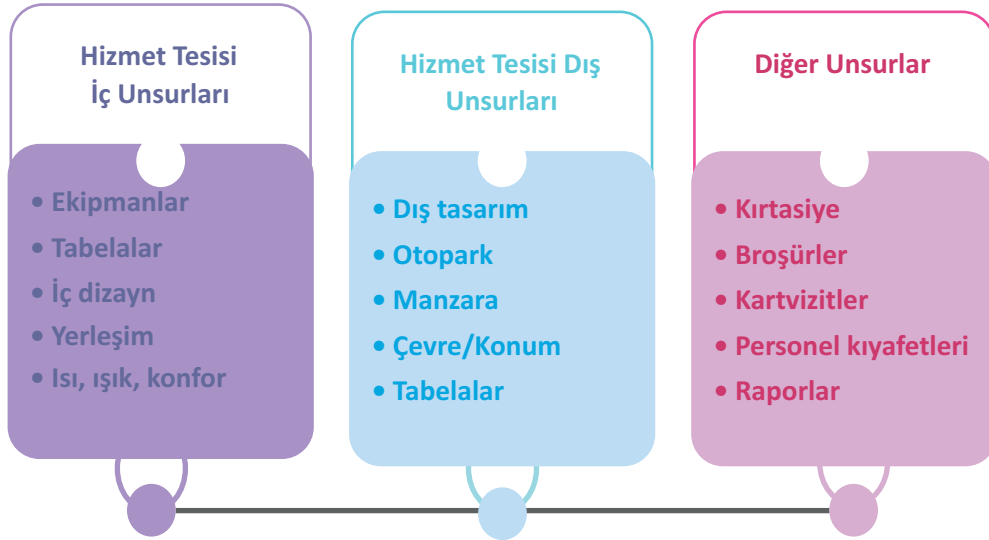 Hizmet Tesisi
İç Unsurları
• Ekipmanlar
• Tabelalar
• İç dizayn
• Yerleşim
• Isı, ışık, konfor
Hizmet Tesisi Dış
Unsurları
• Dış tasarım
• Otopark
• Manzara
• Çevre/Konum
• Tabelalar
Diğer Unsurlar
• Kırtasiye
• Broşürler
• Kartvizitler
• Personel kıyafetleri
• Raporlar